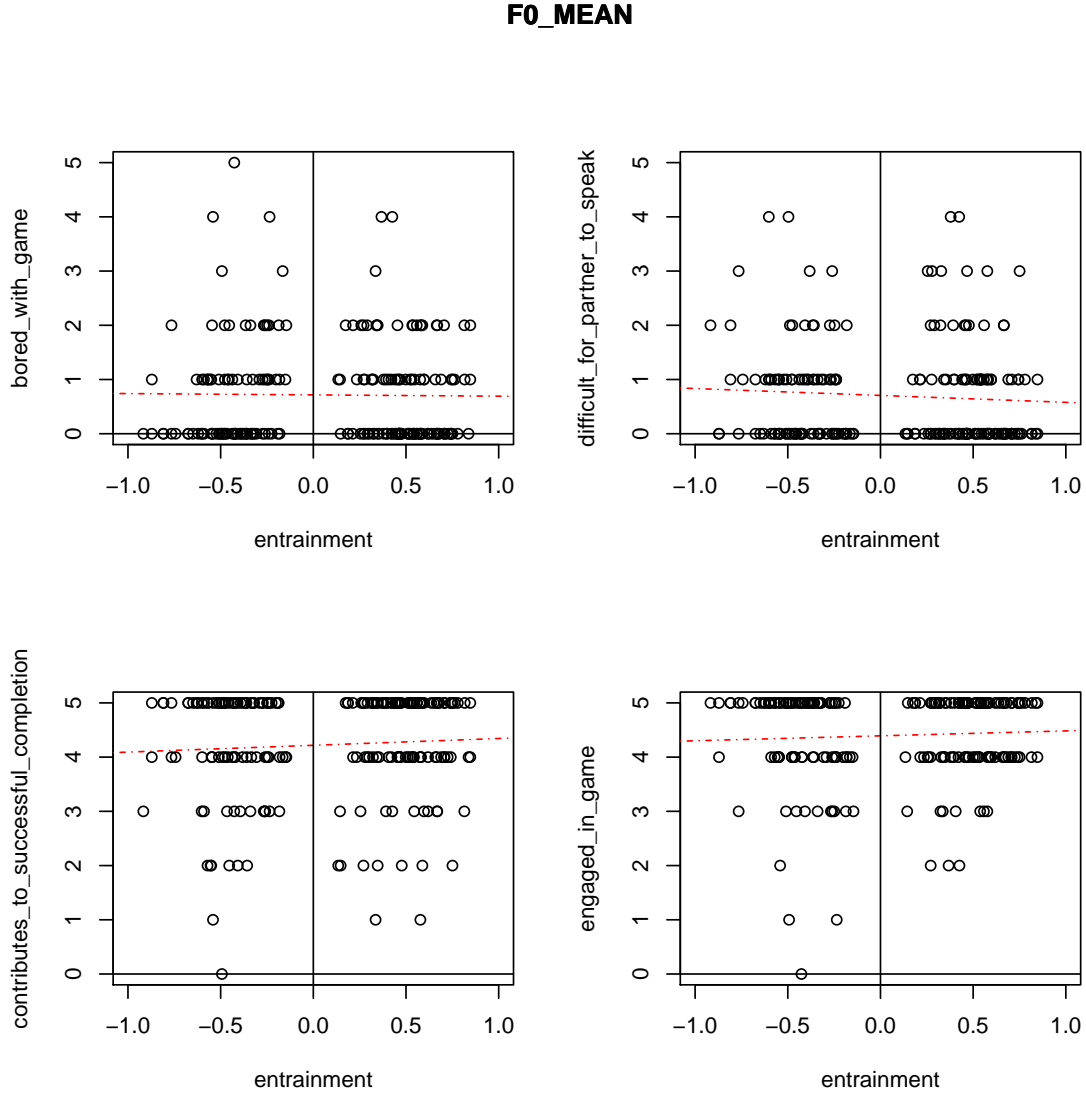 F0_MEAN
bored_with_game
5
4
3
2
1
0
−1.0 −0.5 0.0 0.5 1.0
entrainment
difficult_for_partner_to_speak
5
4
3
2
1
0
−1.0 −0.5 0.0 0.5 1.0
entrainment
contributes_to_successful_completion
5
4
3
2
1
0
−1.0 −0.5 0.0 0.5 1.0
entrainment
engaged_in_game
5
4
3
2
1
0
−1.0 −0.5 0.0 0.5 1.0
entrainment